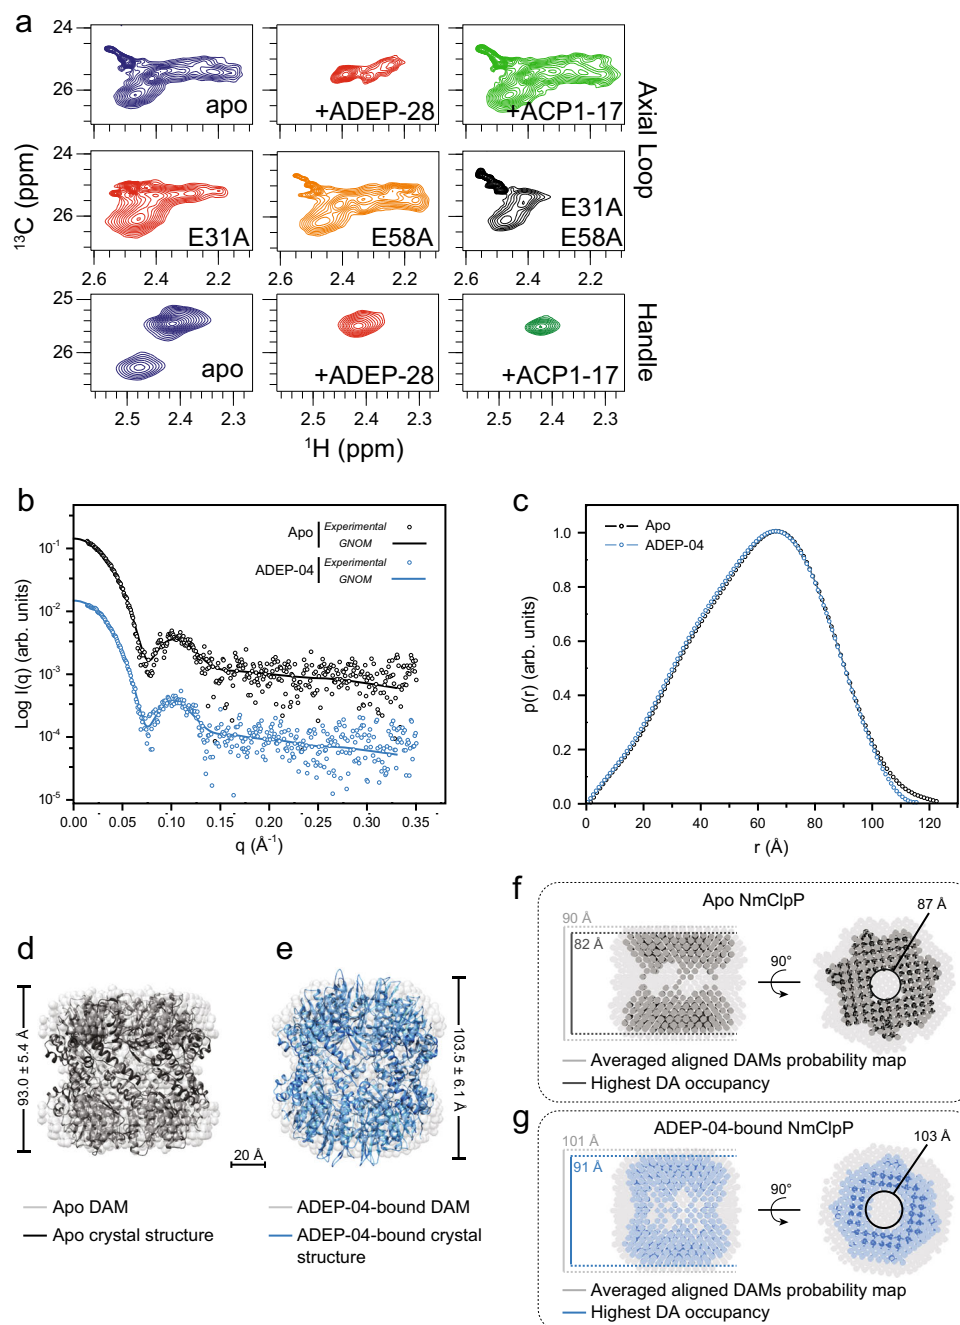 a
24
26
apo
+ADEP-28
+ACP1-17
Axial Loop
24
26
E31A
E58A
E31A
E58A
2.6 2.4 2.2
2.6 2.4 2.2
2.6 2.4 2.2
13C (ppm)
25
26
apo
+ADEP-28
+ACP1-17
Handle
2.5 2.4 2.3
2.5 2.4 2.3
2.5 2.4 2.3
1H (ppm)
b
Apo Experimental
GNOM
ADEP-04 Experimental
GNOM
10-1
10-2
10-3
10-4
10-5
Log I(q) (arb. units)
0.00 0.05 0.10 0.15 0.20 0.25 0.30 0.35
q (Å-1)
c
Apo
ADEP-04
1.0
0.8
0.6
0.4
0.2
0.0
p(r) (arb. units)
0 20 40 60 80 100 120
r (Å)
d
93.0 ± 5.4 Å
20 Å
Apo DAM
Apo crystal structure
e
103.5 ± 6.1 Å
ADEP-04-bound DAM
ADEP-04-bound crystal
structure
f
Apo NmClpP
90 Å
82 Å
90°
87 Å
Averaged aligned DAMs probability map
Highest DA occupancy
g
ADEP-04-bound NmClpP
101 Å
91 Å
90°
103 Å
Averaged aligned DAMs probability map
Highest DA occupancy